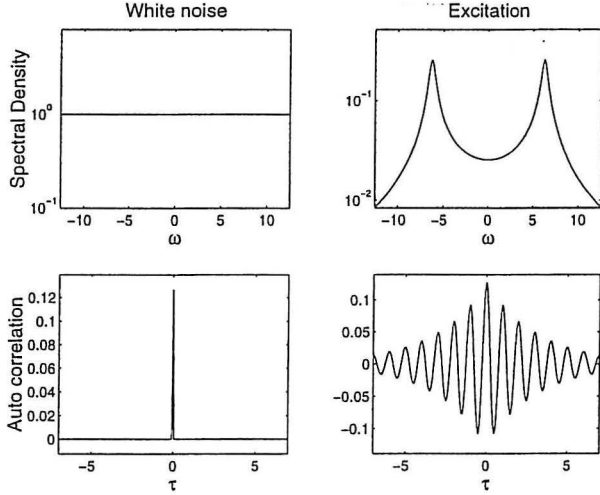 White noise
Excitation
Spectral Density
10⁰
10⁻¹
-10 -5 0 5 10
ω
10⁻¹
10⁻²
-10 -5 0 5 10
ω
Auto correlation
0.12
0.1
0.08
0.06
0.04
0.02
0
-5 0 5
τ
0.1
0.05
0
-0.05
-0.1
-5 0 5
τ